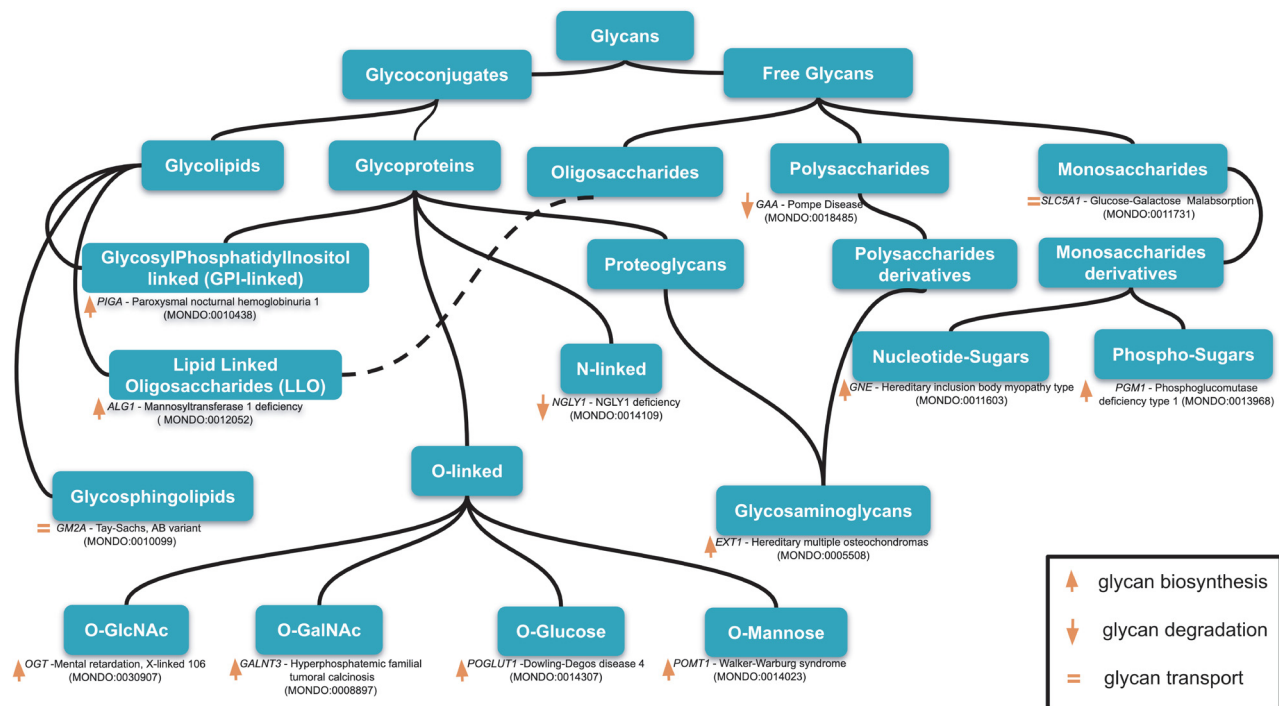 Glycans
Glycoconjugates
Free Glycans
Glycolipids
Glycoproteins
Oligosaccharides
Polysaccharides
GAA - Pompe Disease
(MONDO:0018485)
Monosaccharides
SLC5A1 - Glucose-Galactose Malabsorption
(MONDO:0011731)
GlycosylPhosphatidylInositol
linked (GPI-linked)
PIGA - Paroxysmal nocturnal hemoglobinuria 1
(MONDO:0010438)
Proteoglycans
Polysaccharides
derivatives
Monosaccharides
derivatives
Lipid Linked
Oligosaccharides (LLO)
ALG1 - Mannosyltransferase 1 deficiency
( MONDO:0012052)
N-linked
NGLY1 - NGLY1 deficiency
(MONDO:0014109)
Nucleotide-Sugars
GNE - Hereditary inclusion body myopathy type
(MONDO:0011603)
Phospho-Sugars
PGM1 - Phosphoglucomutase
deficiency type 1 (MONDO:0013968)
O-linked
Glycosphingolipids
GM2A - Tay-Sachs, AB variant
(MONDO:0010099)
Glycosaminoglycans
EXT1 - Hereditary multiple osteochondromas
(MONDO:0005508)
O-GlcNAc
OGT -Mental retardation, X-linked 106
(MONDO:0030907)
O-GalNAc
GALNT3 - Hyperphosphatemic familial
tumoral calcinosis
(MONDO:0008897)
O-Glucose
POGLUT1 - Dowling-Degos disease 4
(MONDO:0014307)
O-Mannose
POMT1 - Walker-Warburg syndrome
(MONDO:0014023)
glycan biosynthesis
glycan degradation
= glycan transport